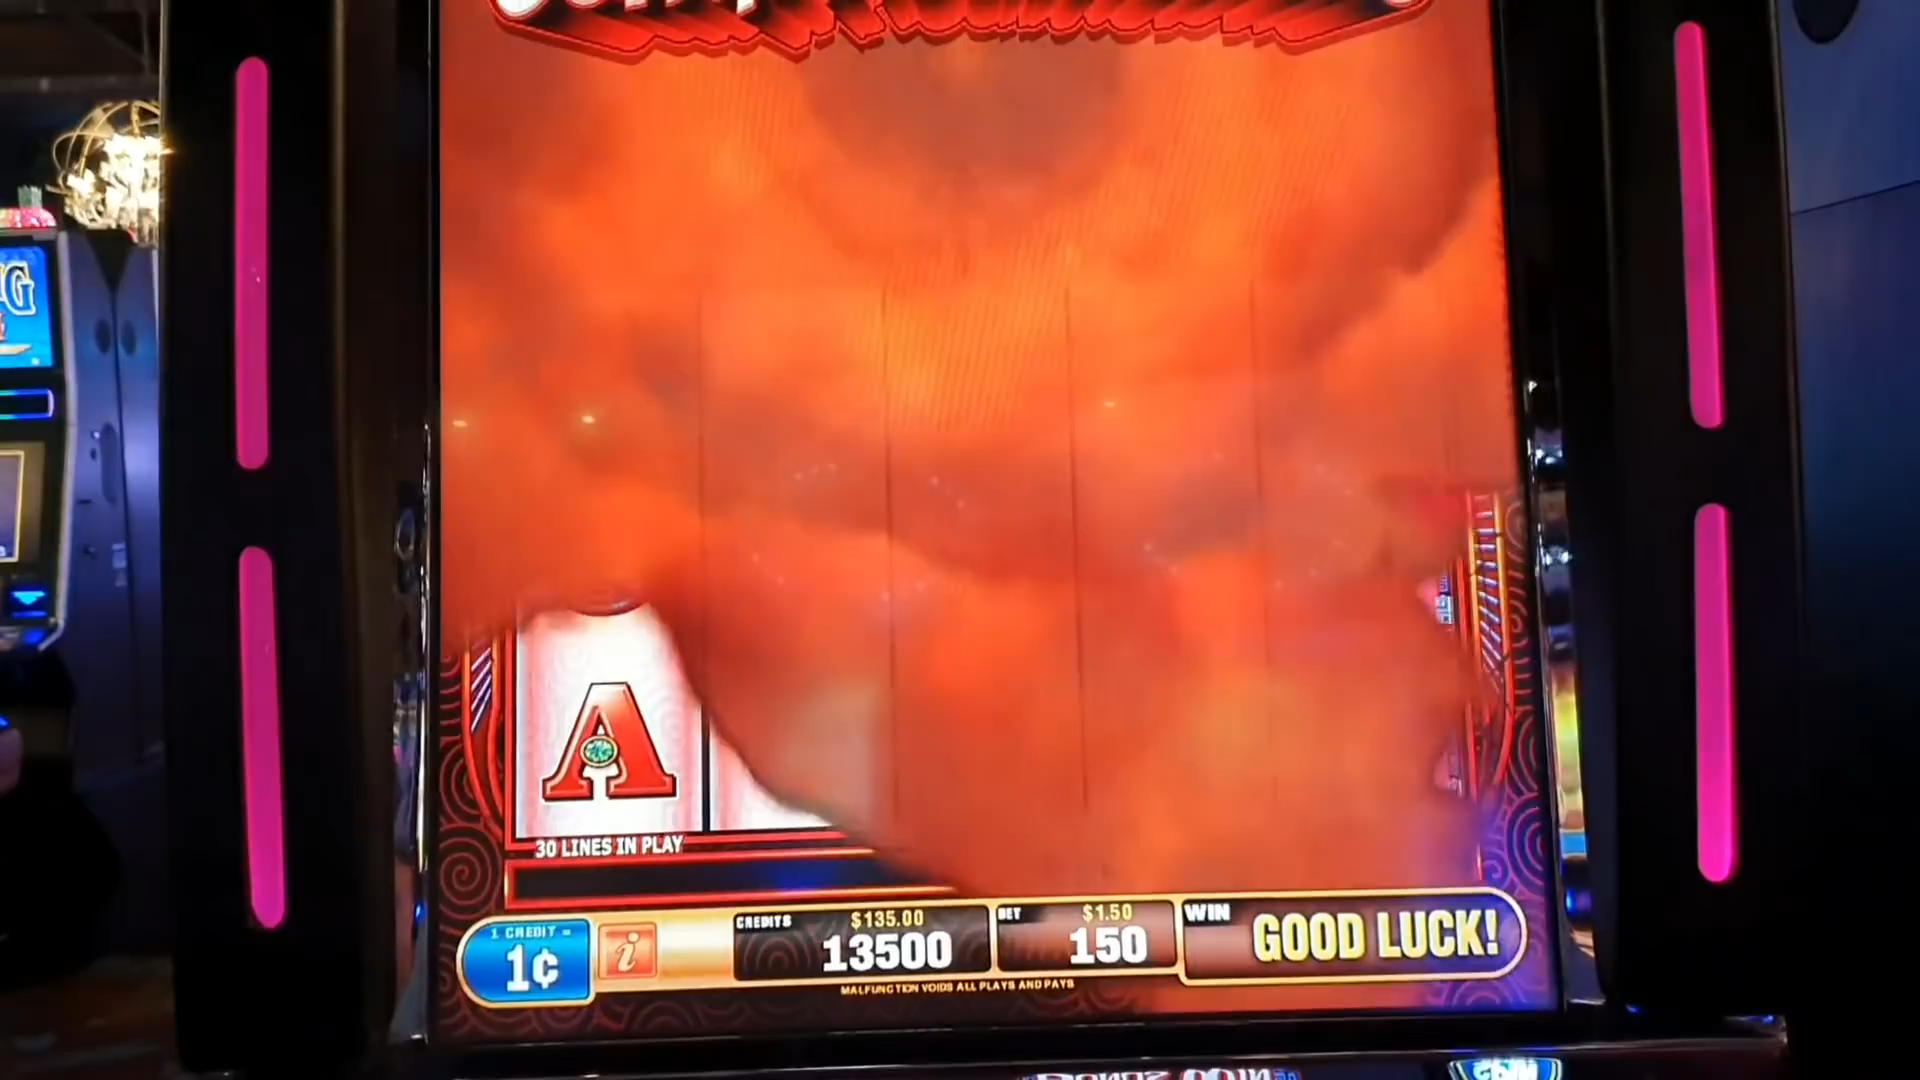 G
A
30 LINES IN PLAY
1 CREDIT =
1¢
i
CREDITS
$135.00
13500
BET
$1.50
150
WIN
GOOD LUCK!
MALFUNCTION VOIDS ALL PLAYS AND PAYS